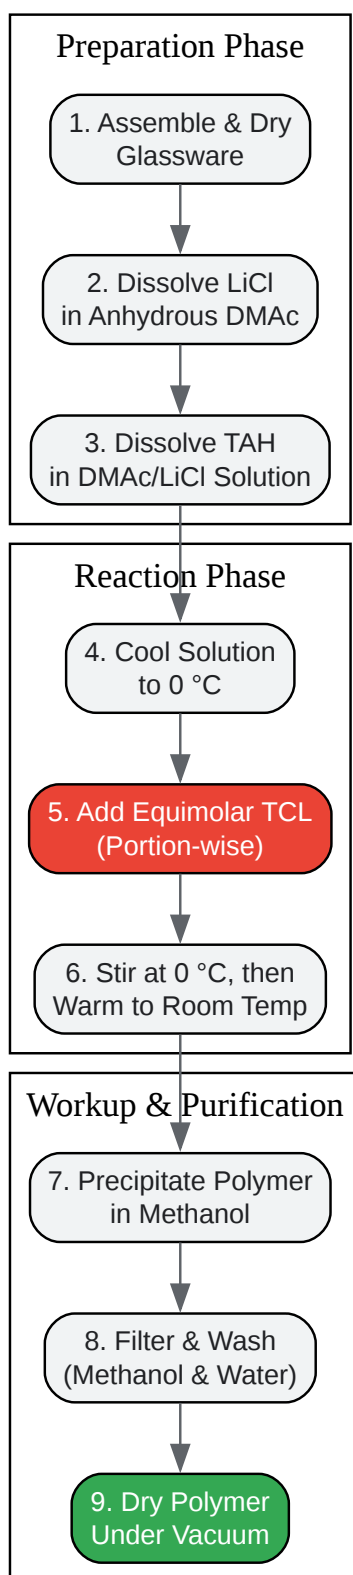 Preparation Phase
1. Assemble & Dry
Glassware
2. Dissolve LiCl
in Anhydrous DMAc
3. Dissolve TAH
in DMAc/LiCl Solution
Reaction Phase
4. Cool Solution
to 0 °C
5. Add Equimolar TCL
(Portion-wise)
6. Stir at 0 °C, then
Warm to Room Temp
Workup & Purification
7. Precipitate Polymer
in Methanol
8. Filter & Wash
(Methanol & Water)
9. Dry Polymer
Under Vacuum